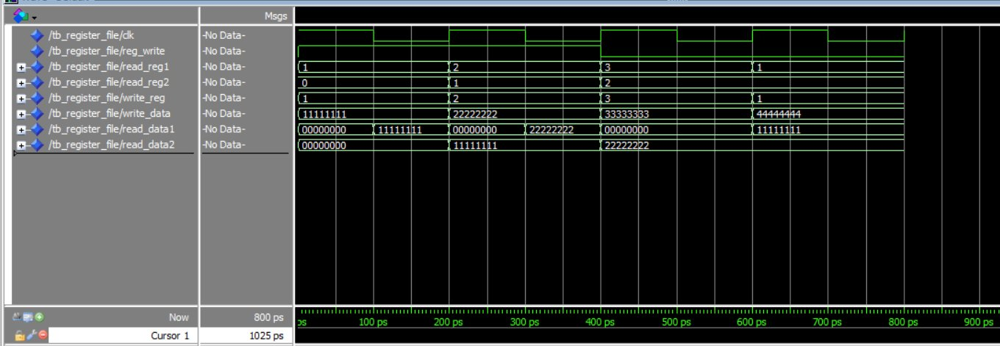 Msgs
/tb_register_file/clk -No Data-
/tb_register_file/reg_write -No Data-
/tb_register_file/read_reg1 -No Data- 1 2 3 1
/tb_register_file/read_reg2 -No Data- 0 1 2
/tb_register_file/write_reg -No Data- 1 2 3 1
/tb_register_file/write_data -No Data- 11111111 22222222 33333333 44444444
/tb_register_file/read_data1 -No Data- 00000000 11111111 00000000 22222222 00000000 11111111
/tb_register_file/read_data2 -No Data- 00000000 11111111 22222222
Now 800 ps ps 100 ps 200 ps 300 ps 400 ps 500 ps 600 ps 700 ps 800 ps 900 ps
Cursor 1 1025 ps